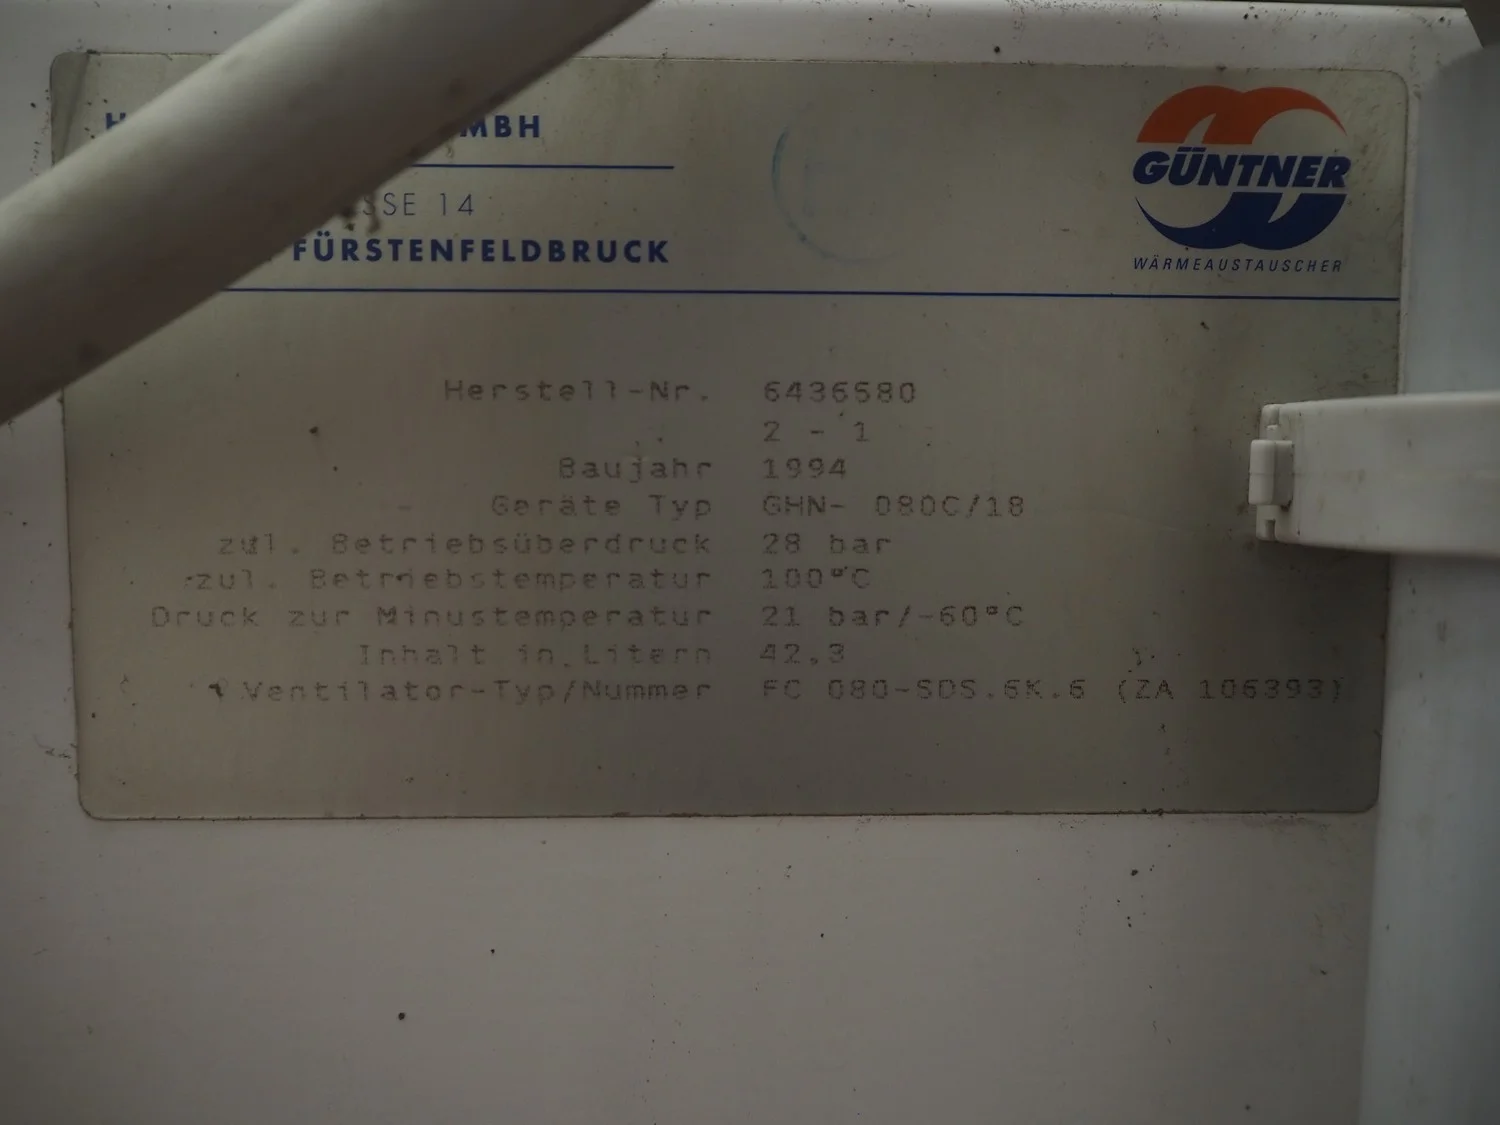 MBH
SSE 14
FÜRSTENFELDBRUCK
GÜNTNER
WÄRMEAUSTAUSCHER
Herstell-Nr. 6436580
2 - 1
Baujahr 1994
Geräte Typ GHN- 080C/18
zul. Betriebsüberdruck 28 bar
zul. Betriebstemperatur 100°C
Druck zur Minustemperatur 21 bar/-60°C
Inhalt in Litern 42,3
Ventilator-Typ/Nummer FC 080-SDS.6K.6 (ZA 106393)